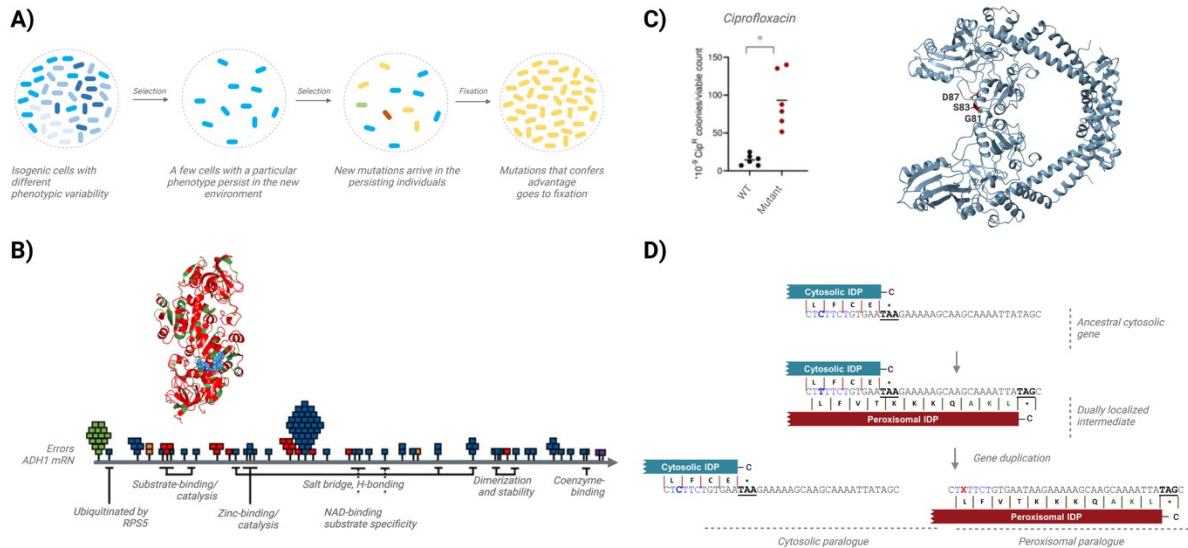 A)
Selection
Selection
Fixation
Isogenic cells with
different
phenotypic variability
A few cells with a particular
phenotype persist in the new
environment
New mutations arrive in the
persisting individuals
Mutations that confers
advantage
goes to fixation
B)
Errors
ADH1 mRN
Ubiquitinated by
RPS5
Substrate-binding/
catalysis
Zinc-binding/
catalysis
Salt bridge, H-bonding
NAD-binding
substrate specificity
Dimerization
and stability
Coenzyme-
binding
C)
Ciprofloxacin
*
*10⁻⁹ Cipᴿ colonies/viable count
150
100
50
0
WT
Mutant
D87
S83
G81
D)
Cytosolic IDP C
L F C E *
CTCTTCTGTGAATAAGAAAAAGCAAGCAAAATTATAGC
Ancestral cytosolic
gene
Cytosolic IDP C
L F C E *
CTTTTCTGTGAATAAGAAAAAGCAAGCAAAATTATAGC
L F V T K K K Q A K L *
Peroxisomal IDP C
Dually localized
intermediate
Gene duplication
Cytosolic IDP C
L F C E *
CTCTTCTGTGAATAAGAAAAAGCAAGCAAAATTATAGC
Cytosolic paralogue
CTXTTCTGTGAATAAGAAAAAGCAAGCAAAATTATAGC
L F V T K K K Q A K L *
Peroxisomal IDP C
Peroxisomal paralogue